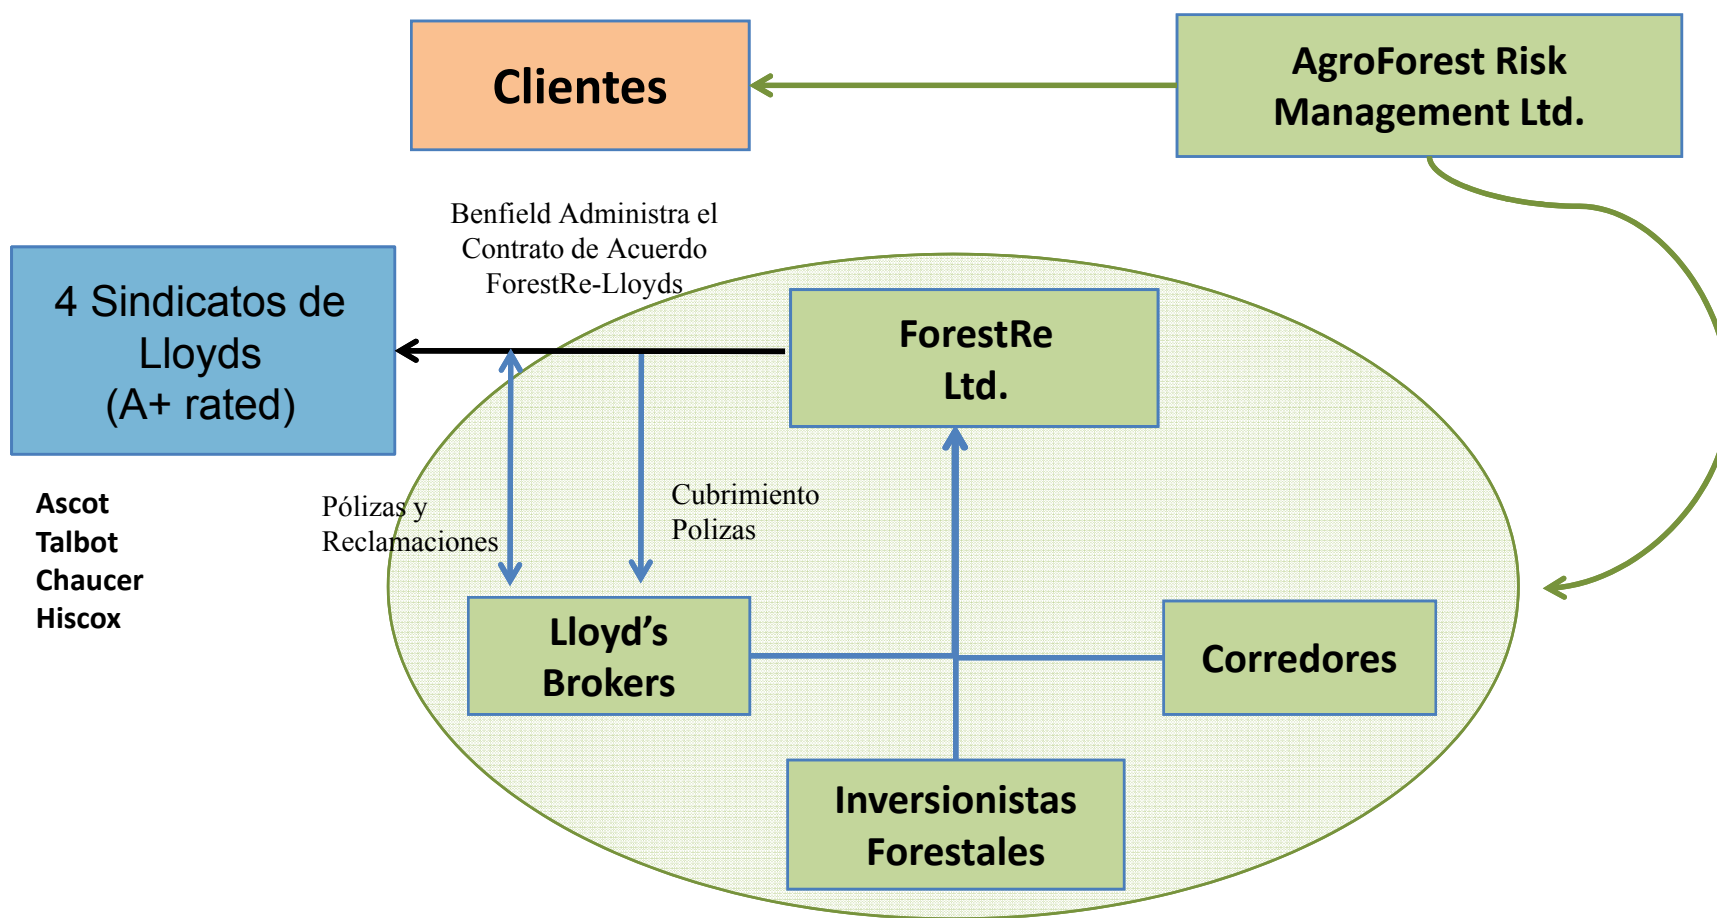 Clientes
AgroForest Risk
Management Ltd.
Benfield Administra el
Contrato de Acuerdo
ForestRe-Lloyds
4 Sindicatos de
Lloyds
(A+ rated)
ForestRe
Ltd.
Ascot
Talbot
Chaucer
Hiscox
Pólizas y
Reclamaciones
Cubrimiento
Polizas
Lloyd’s
Brokers
Corredores
Inversionistas
Forestales